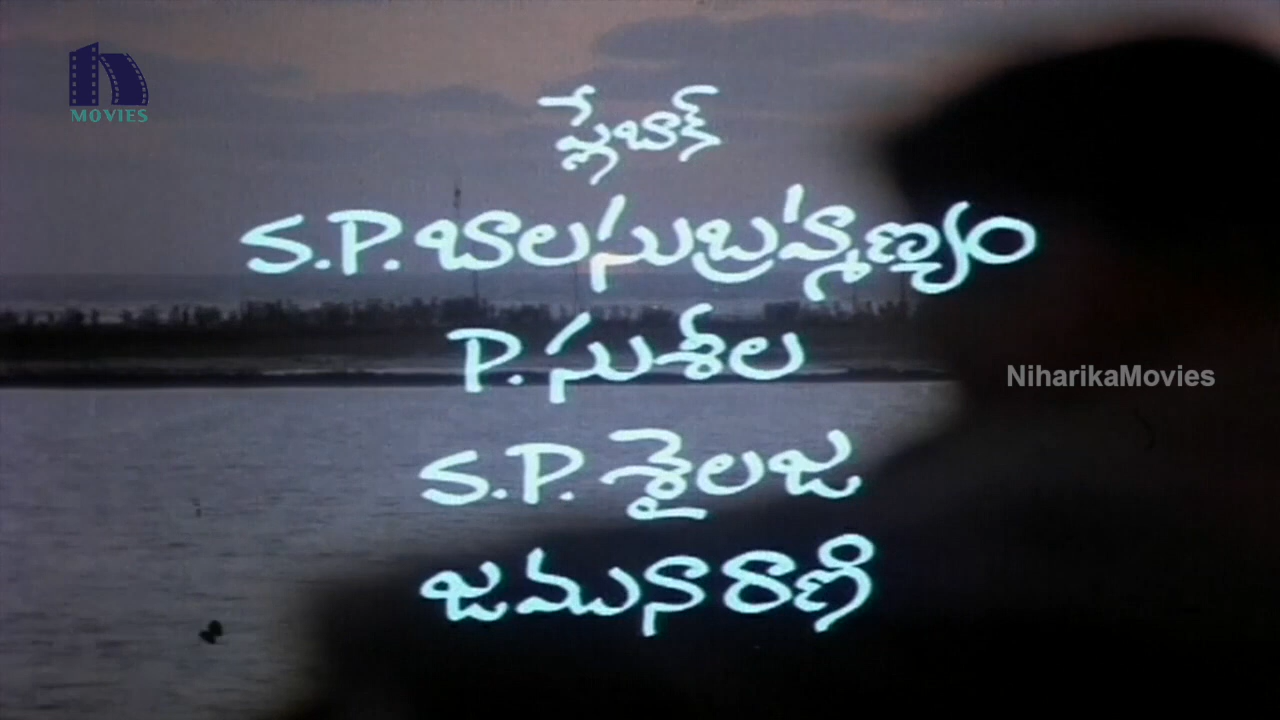 MOVIES
ప్లేబాక్
S.P. బాలసుబ్రహ్మణ్యం
P. సుశీల
NiharikaMovies
S.P. శైలజ
జమునారాణి